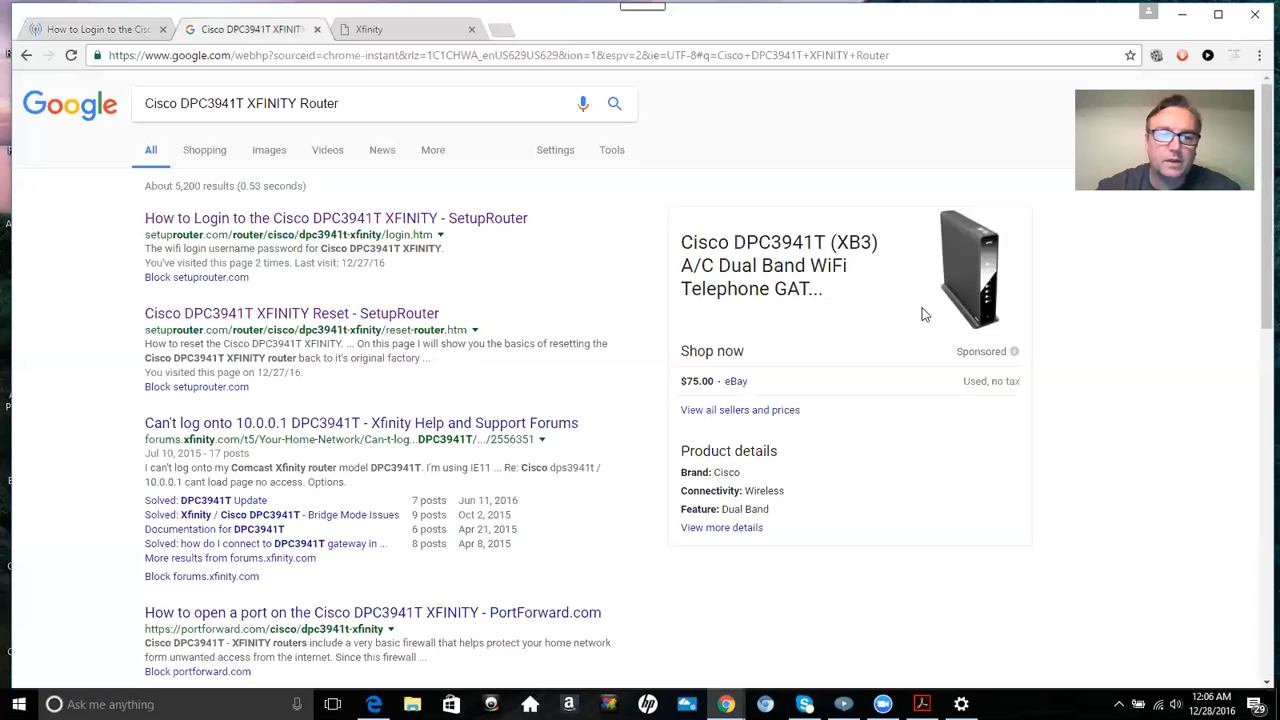 How to Login to the Cisc
Cisco DPC3941T XFINIT
Xfinity
https://www.google.com/webhp?sourceid=chrome-instant&rlz=1C1CHWA_enUS629US629&ion=1&espv=2&ie=UTF-8#q=Cisco+DPC3941T+XFINITY+Router
Google
Cisco DPC3941T XFINITY Router
All Shopping Images Videos News More Settings Tools
About 5,200 results (0.53 seconds)
How to Login to the Cisco DPC3941T XFINITY - SetupRouter
setuprouter.com/router/cisco/dpc3941t-xfinity/login.htm
The wifi login username password for Cisco DPC3941T XFINITY.
You've visited this page 2 times. Last visit: 12/27/16
Block setuprouter.com
Cisco DPC3941T XFINITY Reset - SetupRouter
setuprouter.com/router/cisco/dpc3941t-xfinity/reset-router.htm
How to reset the Cisco DPC3941T XFINITY. ... On this page I will show you the basics of resetting the
Cisco DPC3941T XFINITY router back to it's original factory ...
You visited this page on 12/27/16.
Block setuprouter.com
Can't log onto 10.0.0.1 DPC3941T - Xfinity Help and Support Forums
forums.xfinity.com/t5/Your-Home-Network/Can-t-log...DPC3941T/.../2556351
Jul 10, 2015 - 17 posts
I can't log onto my Comcast Xfinity router model DPC3941T. I'm using IE11 ... Re: Cisco dps3941t /
10.0.0.1 cant load page no access. Options.
Solved: DPC3941T Update 7 posts Jun 11, 2016
Solved: Xfinity / Cisco DPC3941T - Bridge Mode Issues 9 posts Oct 2, 2015
Documentation for DPC3941T 6 posts Apr 21, 2015
Solved: how do I connect to DPC3941T gateway in ... 8 posts Apr 8, 2015
More results from forums.xfinity.com
Block forums.xfinity.com
How to open a port on the Cisco DPC3941T XFINITY - PortForward.com
https://portforward.com/cisco/dpc3941t-xfinity
Cisco DPC3941T - XFINITY routers include a very basic firewall that helps protect your home network
form unwanted access from the internet. Since this firewall ...
Block portforward.com
Cisco DPC3941T (XB3)
A/C Dual Band WiFi
Telephone GAT...
Shop now Sponsored
$75.00 · eBay Used, no tax
View all sellers and prices
Product details
Brand: Cisco
Connectivity: Wireless
Feature: Dual Band
View more details
Ask me anything
12:06 AM
12/28/2016
29